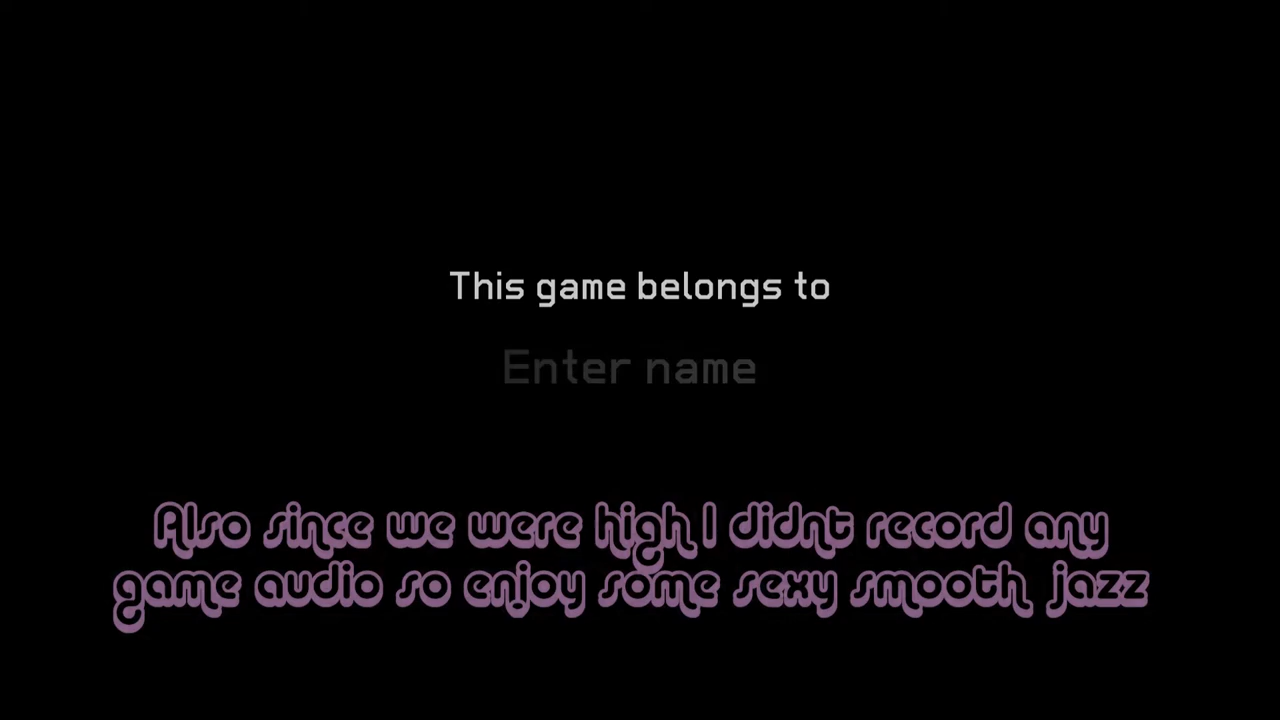 This game belongs to
Enter name
Also since we were high I didnt record any
game audio so enjoy some sexy smooth jazz